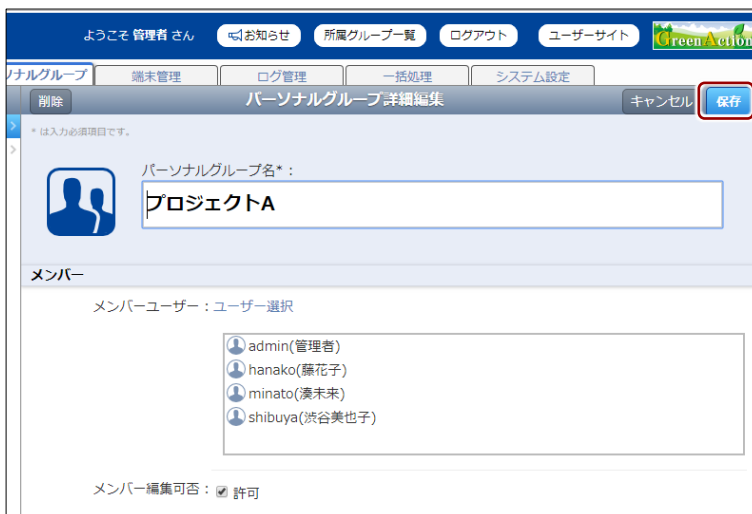 ようこそ 管理者 さん お知らせ 所属グループ一覧 ログアウト ユーザーサイト GreenAction
ソナルグループ 端末管理 ログ管理 一括処理 システム設定
削除 パーソナルグループ詳細編集 キャンセル 保存
* は入力必須項目です。
パーソナルグループ名*：
プロジェクトA
メンバー
メンバーユーザー：ユーザー選択
admin(管理者)
hanako(藤花子)
minato(湊未来)
shibuya(渋谷美也子)
メンバー編集可否： 許可